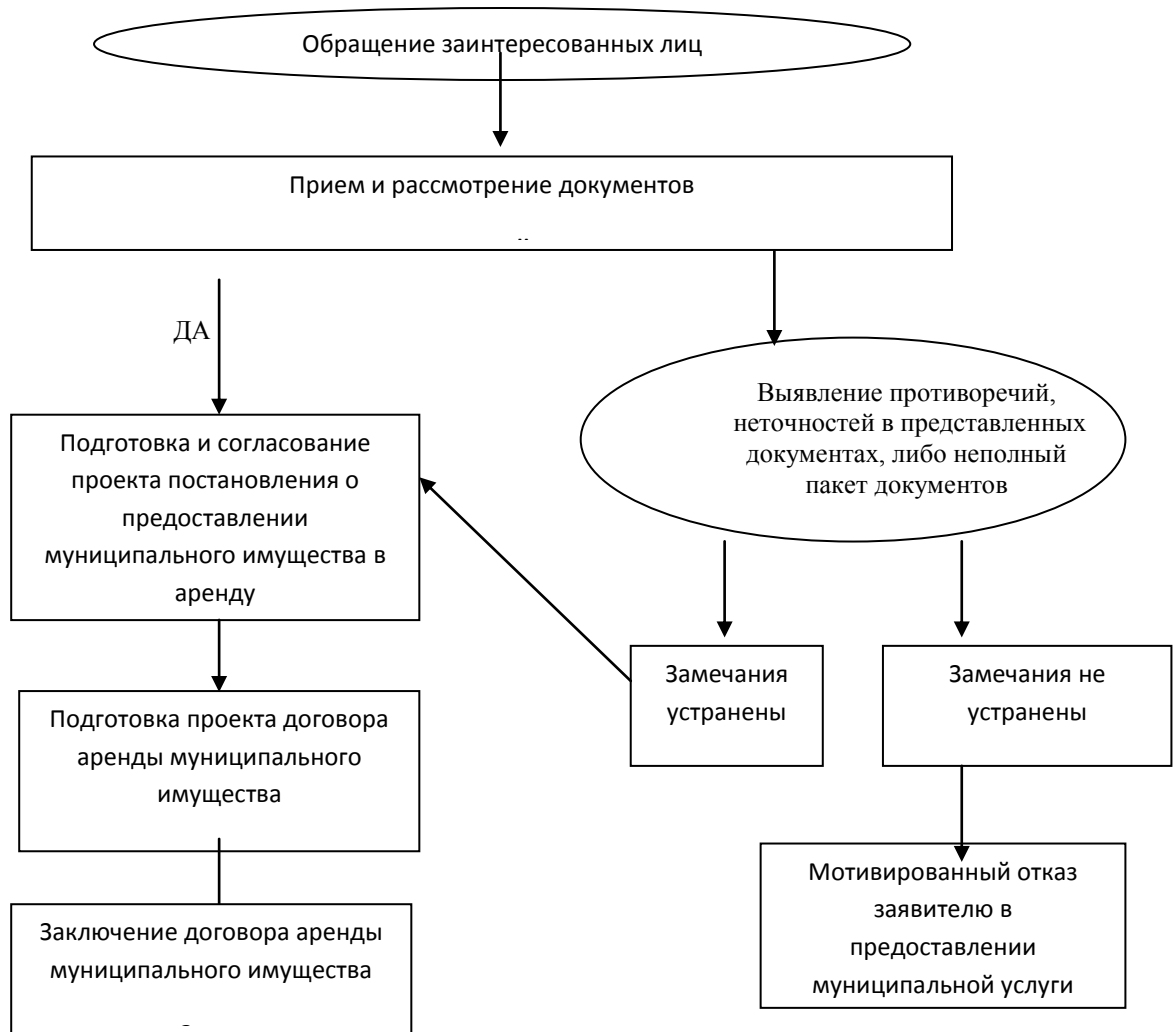 Обращение заинтересованных лиц
Прием и рассмотрение документов
ДА
Выявление противоречий,
неточностей в представленных
документах, либо неполный
пакет документов
Подготовка и согласование
проекта постановления о
предоставлении
муниципального имущества в
аренду
Замечания
устранены
Замечания не
устранены
Подготовка проекта договора
аренды муниципального
имущества
Мотивированный отказ
заявителю в
предоставлении
муниципальной услуги
Заключение договора аренды
муниципального имущества